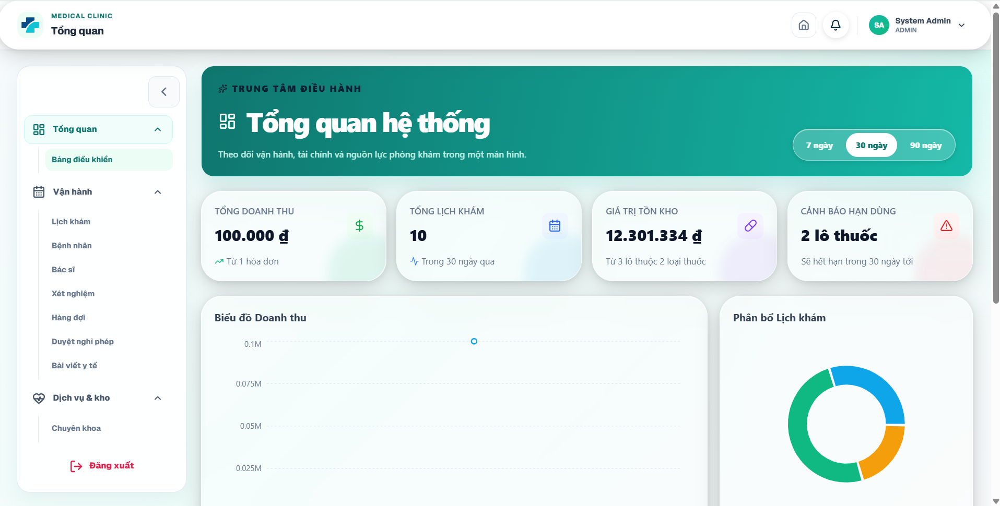 MEDICAL CLINIC
Tổng quan
SA
System Admin
ADMIN
Tổng quan
Bảng điều khiển
Vận hành
Lịch khám
Bệnh nhân
Bác sĩ
Xét nghiệm
Hàng đợi
Duyệt nghỉ phép
Bài viết y tế
Dịch vụ & kho
Chuyên khoa
Đăng xuất
TRUNG TÂM ĐIỀU HÀNH
Tổng quan hệ thống
Theo dõi vận hành, tài chính và nguồn lực phòng khám trong một màn hình.
7 ngày
30 ngày
90 ngày
TỔNG DOANH THU
100.000 ₫
Từ 1 hóa đơn
TỔNG LỊCH KHÁM
10
Trong 30 ngày qua
GIÁ TRỊ TỒN KHO
12.301.334 ₫
Từ 3 lô thuộc 2 loại thuốc
CẢNH BÁO HẠN DÙNG
2 lô thuốc
Sẽ hết hạn trong 30 ngày tới
Biểu đồ Doanh thu
0.1M
0.075M
0.05M
0.025M
Phân bổ Lịch khám